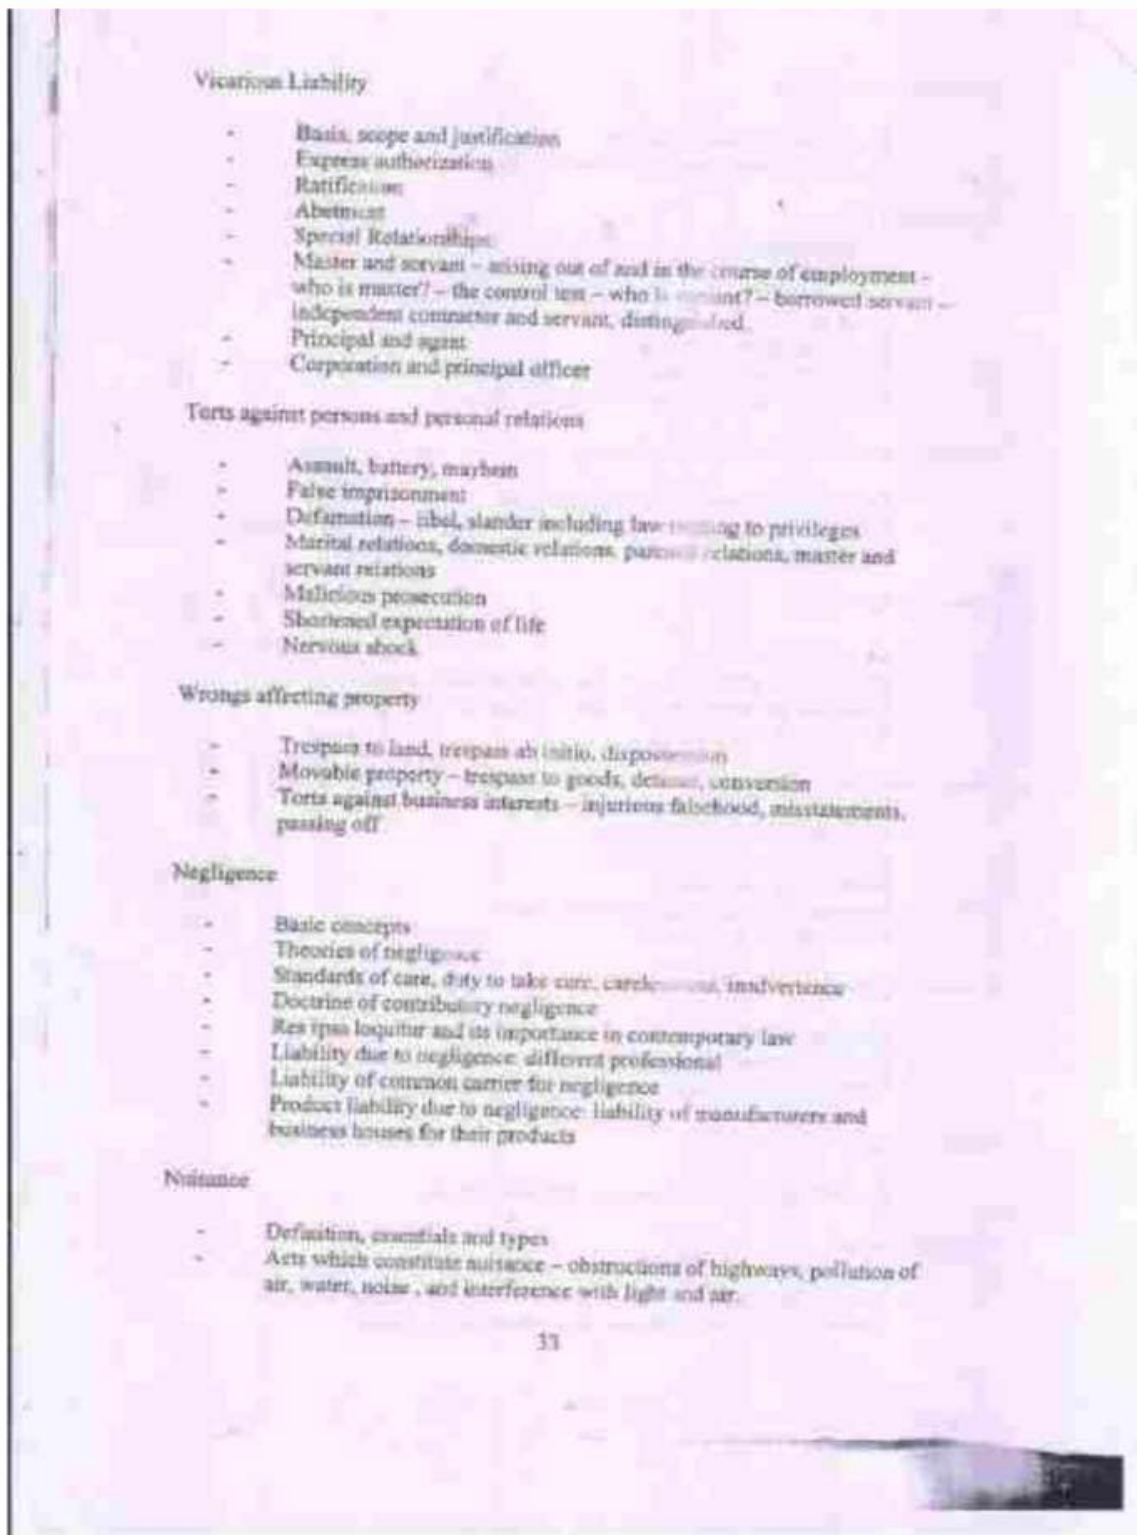 Vicarious Liability
- Basis, scope and justification
- Express authorization
- Ratification
- Abetment
- Special Relationships:
- Master and servant – arising out of and in the course of employment –
who is master? – the control test – who is servant? – borrowed servant –
independent contractor and servant, distinguished.
- Principal and agent
- Corporation and principal officer
Torts against persons and personal relations
- Assault, battery, mayhem
- False imprisonment
- Defamation – libel, slander including law relating to privileges
- Marital relations, domestic relations, parental relations, master and
servant relations
- Malicious prosecution
- Shortened expectation of life
- Nervous shock
Wrongs affecting property
- Trespass to land, trespass ab initio, dispossession
- Movable property – trespass to goods, detinue, conversion
- Torts against business interests – injurious falsehood, misstatements,
passing off
Negligence
- Basic concepts
- Theories of negligence
- Standards of care, duty to take care, carelessness, inadvertence
- Doctrine of contributory negligence
- Res ipsa loquitur and its importance in contemporary law
- Liability due to negligence: different professional
- Liability of common carrier for negligence
- Product liability due to negligence: liability of manufacturers and
business houses for their products
Nuisance
- Definition, essentials and types
- Acts which constitute nuisance – obstructions of highways, pollution of
air, water, noise , and interference with light and air.
33